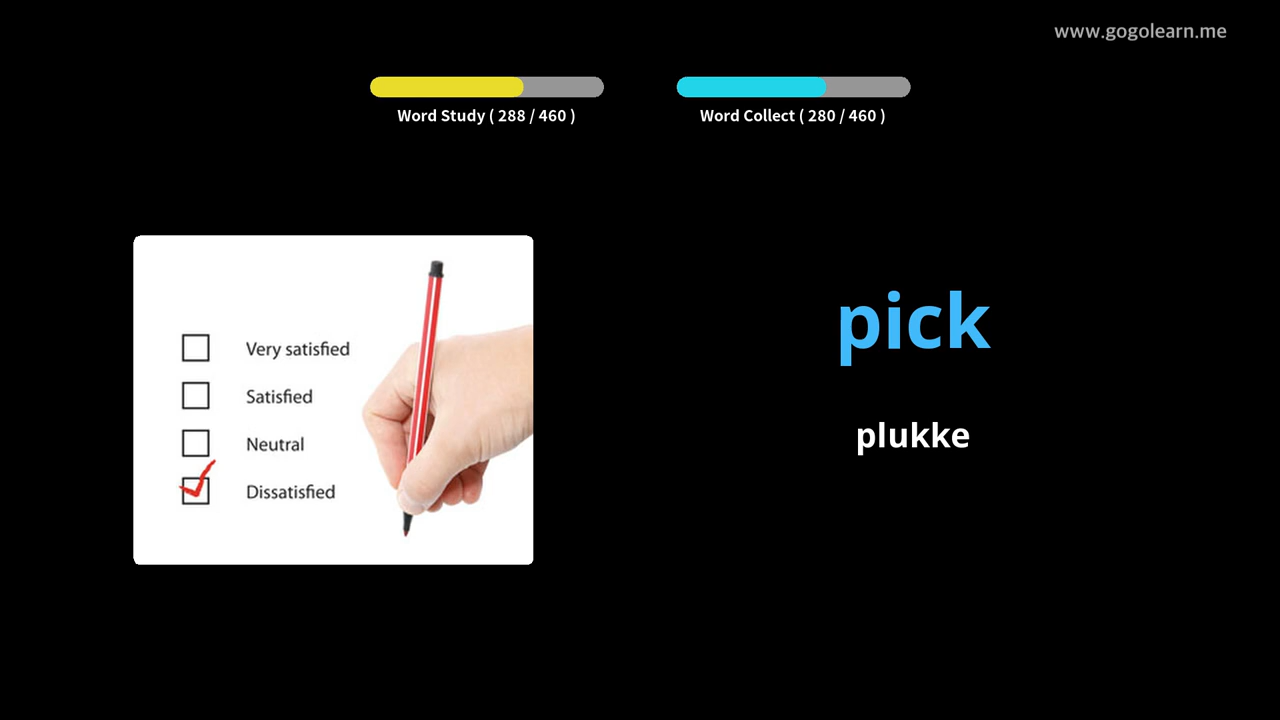 www.gogolearn.me
Word Study ( 288 / 460 )
Word Collect ( 280 / 460 )
Very satisfied
Satisfied
Neutral
Dissatisfied
pick
plukke